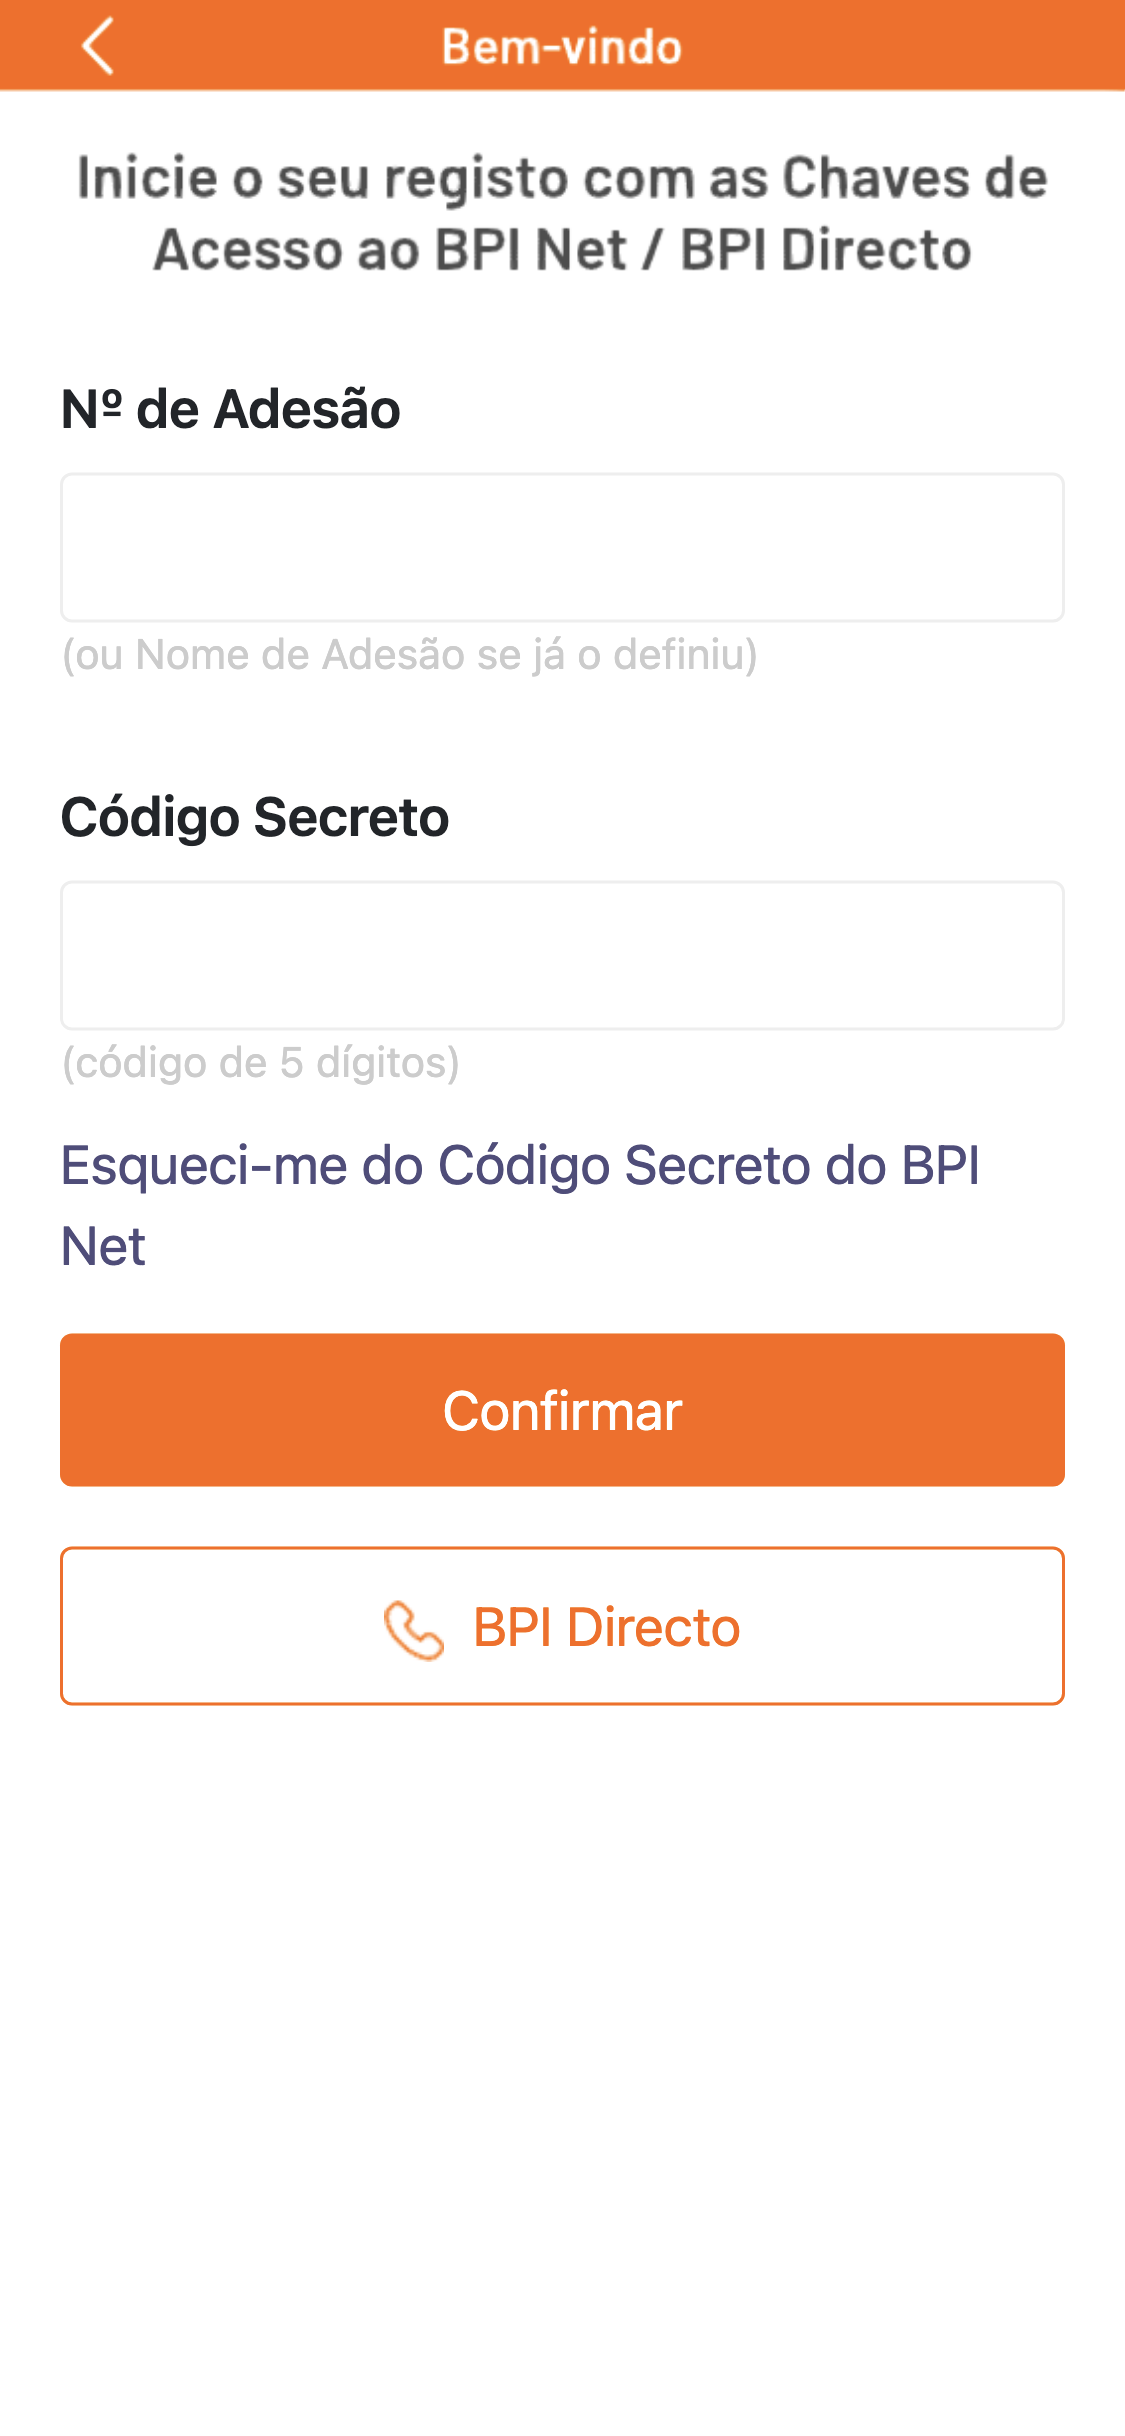 Bem-vindo
Inicie o seu registo com as Chaves de
Acesso ao BPI Net / BPI Directo
Nº de Adesão
(ou Nome de Adesão se já o definiu)
Código Secreto
(código de 5 dígitos)
Esqueci-me do Código Secreto do BPI
Net
Confirmar
BPI Directo